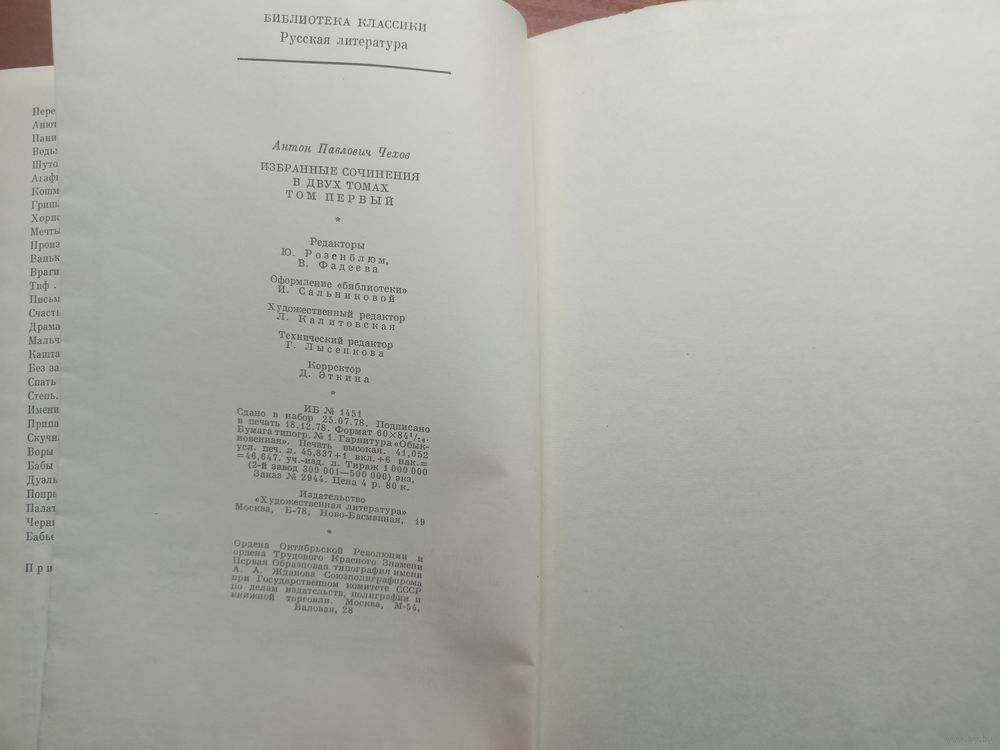 Пере
Анют
Пани
Ведь
Шуто
Агаф
Кошм
Гриш
Хорис
Мечты
Произ
Ваньк
Враги
Тиф .
Письм
Счасть
Драма
Мальч
Кашта
Без за
Спать
Степь.
Имени
Припа
Скучн
Воры
Бабы
Дуэль
Попры
Палат
Черны
Бабье
При
БИБЛИОТЕКА КЛАССИКИ
Русская литература
Антон Павлович Чехов
ИЗБРАННЫЕ СОЧИНЕНИЯ
В ДВУХ ТОМАХ
ТОМ ПЕРВЫЙ
*
Редакторы
Ю. Розенблюм,
В. Фадеева
Оформление «библиотеки»
И. Сальниковой
Художественный редактор
Л. Калитовская
Технический редактор
Г. Лысенкова
Корректор
Д. Эткина
*
ИБ № 1451
Сдано в набор 25.07.78. Подписано
в печать 18.12.78. Формат 60×84¹/₁₆.
Бумага типогр. № 1. Гарнитура «Обык-
новенная». Печать высокая. 41,052
усл. печ. л. 45,837+1 вкл.+6 нак.=
=46,647. уч.-изд. л. Тираж 1 000 000
(2-й завод 300 001—500 000) экз.
Заказ № 2944. Цена 4 р. 80 к.
Издательство
«Художественная литература»
Москва, Б-78, Ново-Басманная, 19
*
Ордена Октябрьской Революции и
ордена Трудового Красного Знамени
Первая Образцовая типография имени
А. А. Жданова Союзполиграфпрома
при Государственном комитете СССР
по делам издательств, полиграфии и
книжной торговли. Москва, М-54,
Валовая, 28